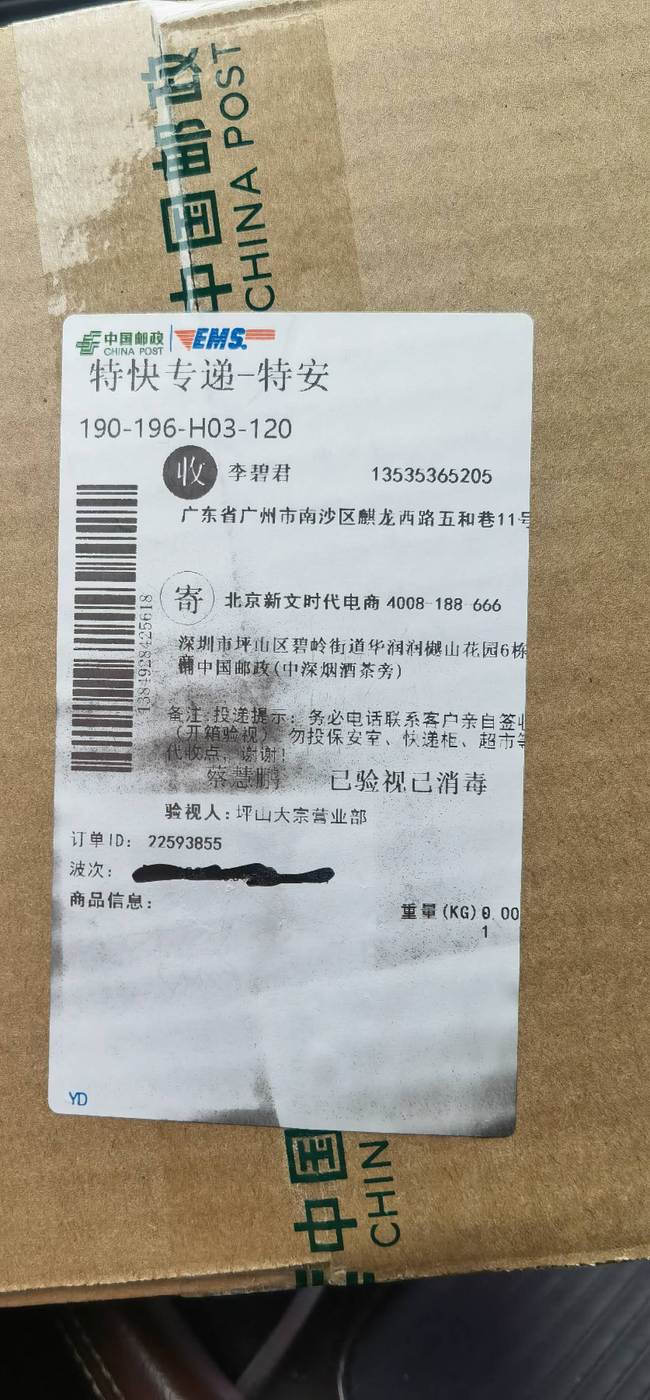 中国邮政
CHINA POST
中国邮政
CHINA POST
EMS
特快专递-特安
190-196-H03-120
收 李碧君 13535365205
广东省广州市南沙区麒龙西路五和巷11号
1384928425618
寄 北京新文时代电商 4008-188-666
深圳市坪山区碧岭街道华润润樾山花园6栋
铺中国邮政(中深烟酒茶旁)
备注:投递提示: 务必电话联系客户亲自签收
(开箱验视) 勿投保安室、快递柜、超市等
代收点, 谢谢!
蔡慧鹏 已验视己消毒
验视人: 坪山大宗营业部
订单ID: 22593855
波次:
商品信息:
重量(KG)0.00
1
YD
中国
CHIN